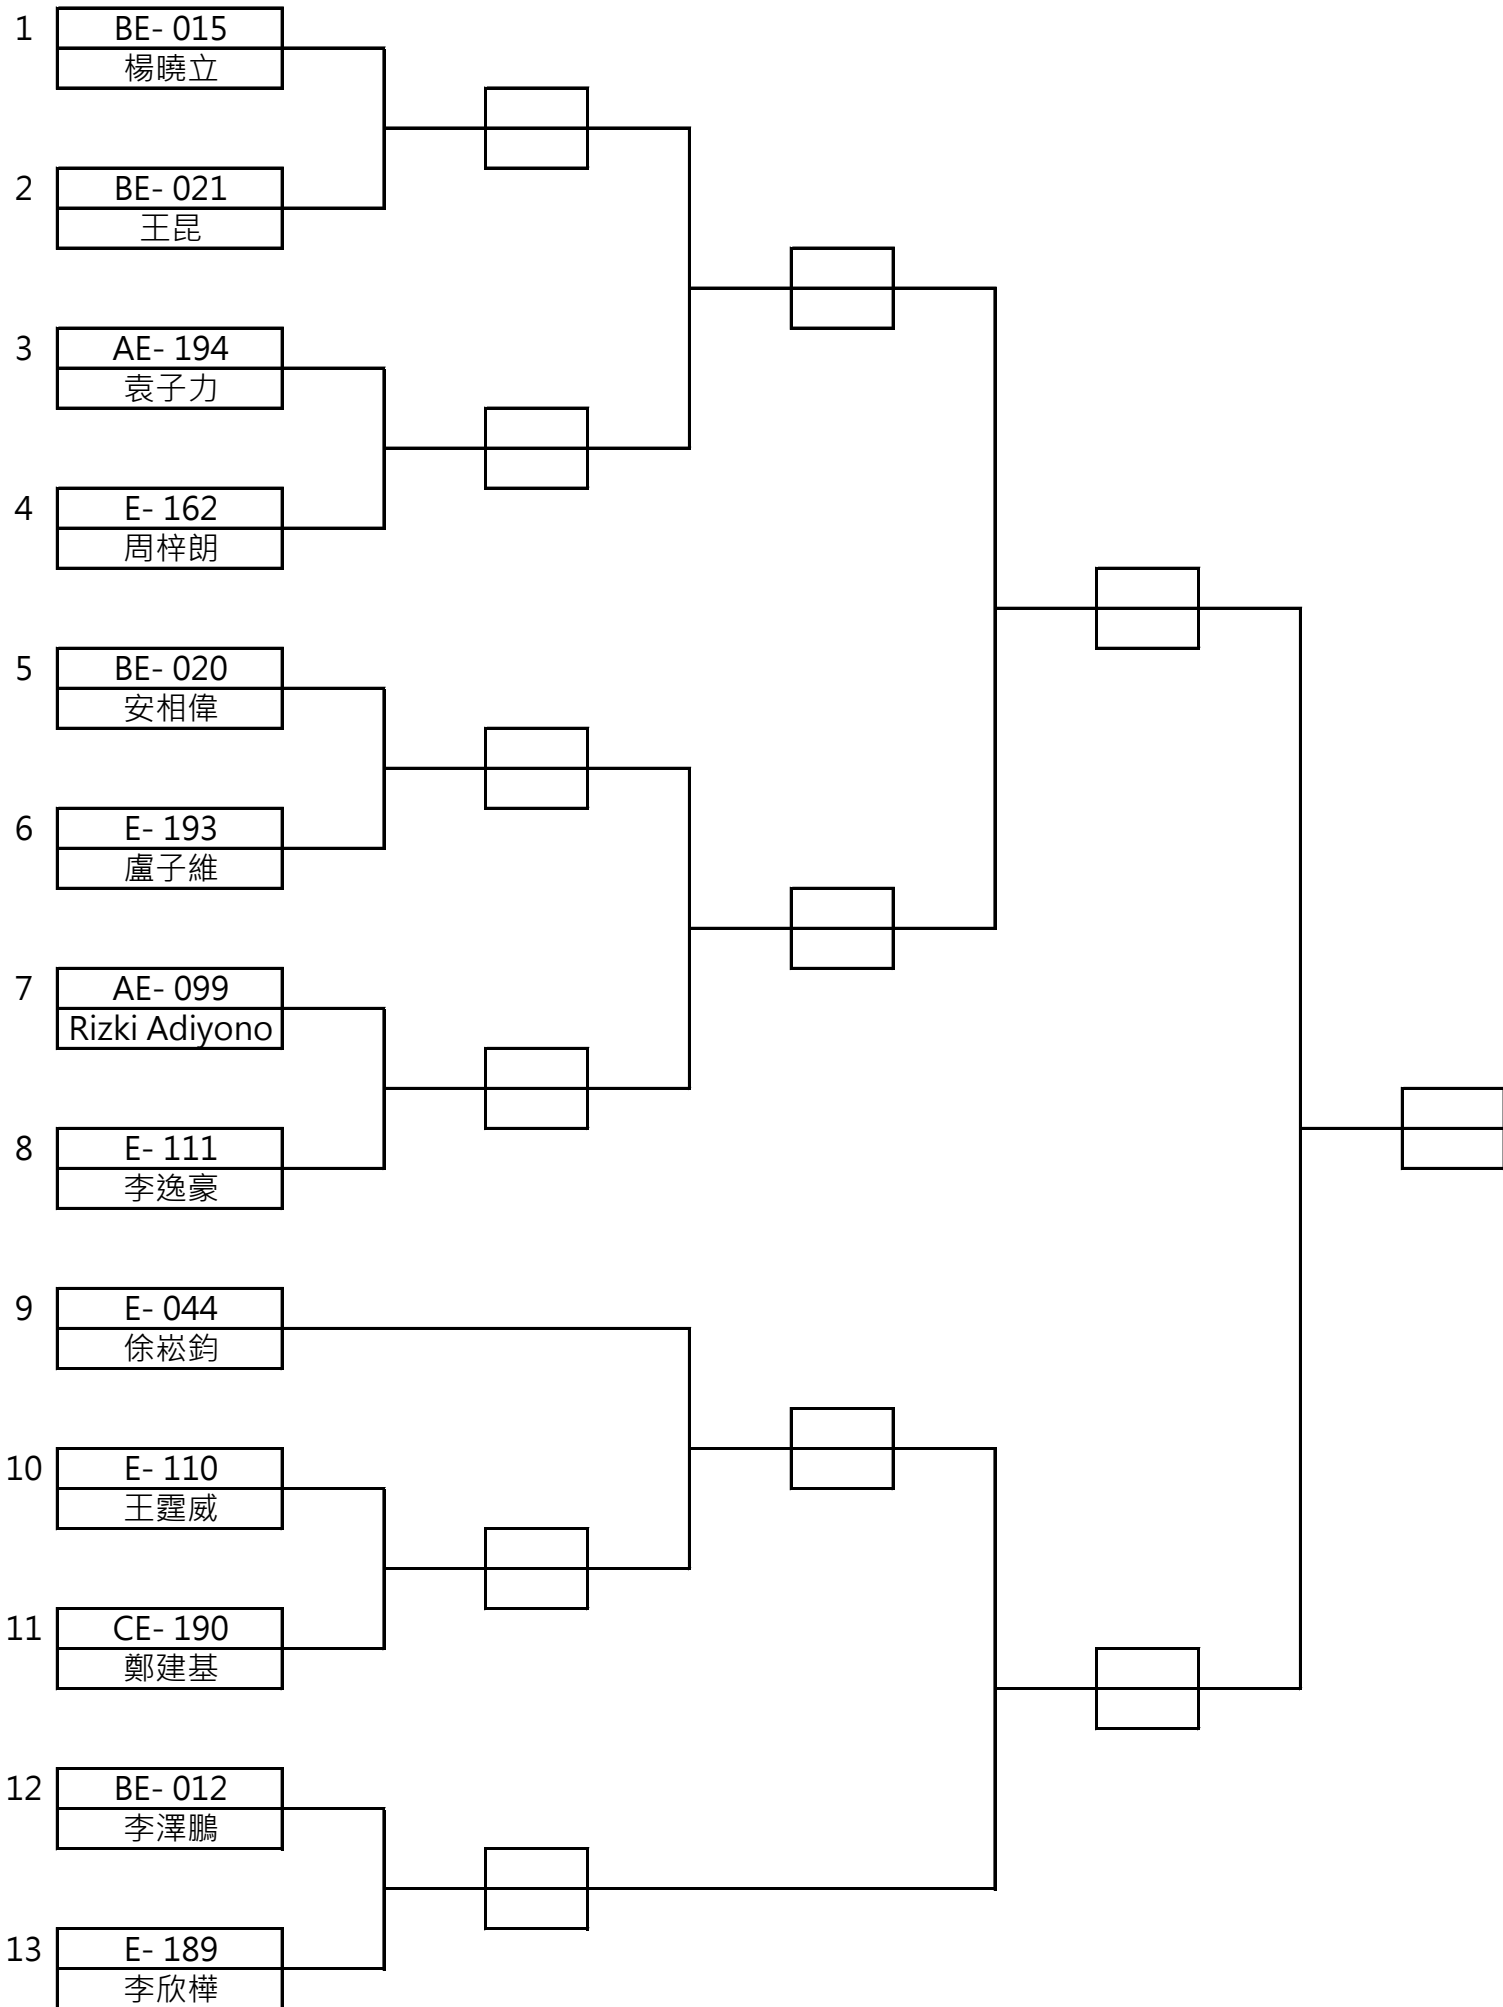 1
BE- 015
楊曉立
2
BE- 021
王昆
3
AE- 194
袁子力
4
E- 162
周梓朗
5
BE- 020
安相偉
6
E- 193
盧子維
7
AE- 099
Rizki Adiyono
8
E- 111
李逸豪
9
E- 044
徐崧鈞
10
E- 110
王霆威
11
CE- 190
鄭建基
12
BE- 012
李澤鵬
13
E- 189
李欣樺